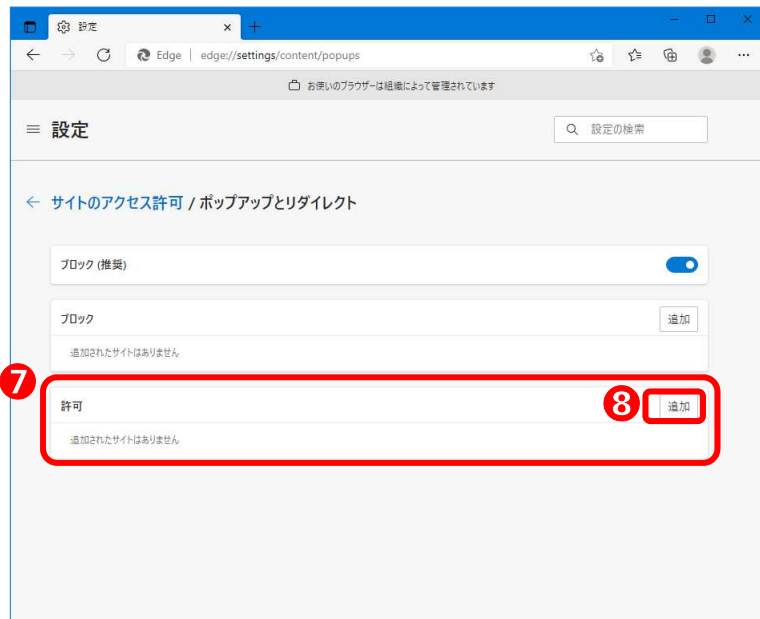 設定
Edge | edge://settings/content/popups
お使いのブラウザーは組織によって管理されています
設定
設定の検索
サイトのアクセス許可 / ポップアップとリダイレクト
ブロック (推奨)
ブロック
追加
追加されたサイトはありません
7
許可
8
追加
追加されたサイトはありません